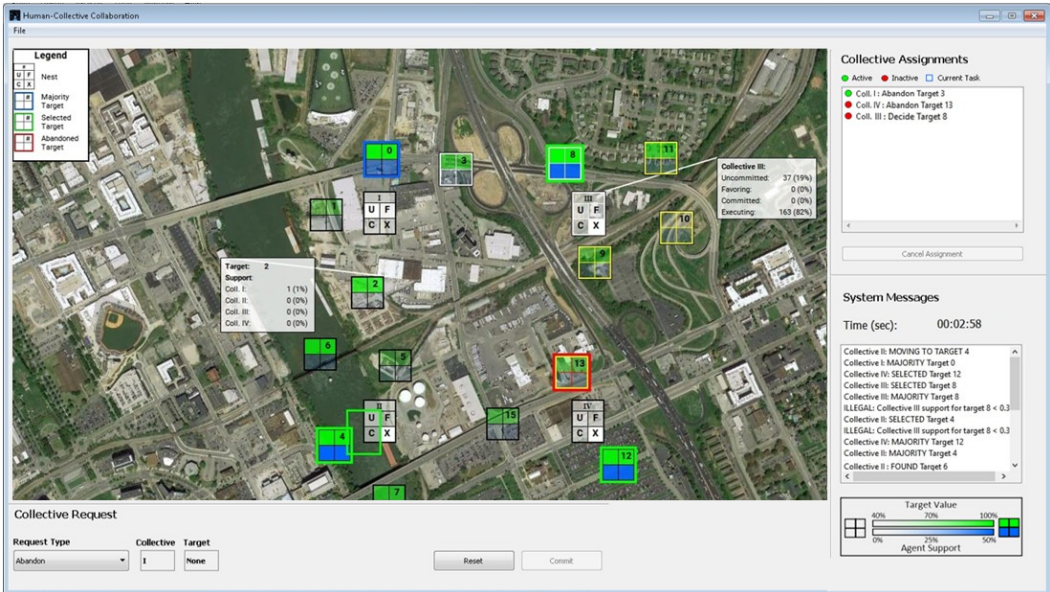 Human-Collective Collaboration
File
Legend
#
U F
C X
Nest
#
Majority
Target
#
Selected
Target
#
Abandoned
Target
0
3
8
11
I
U F
C X
III
U F
C X
1
10
9
2
6
5
13
II
U F
C X
IV
U F
C X
4
15
12
7
Collective III:
Uncommitted: 37 (19%)
Favoring: 0 (0%)
Committed: 0 (0%)
Executing: 163 (82%)
Target: 2
Support:
Coll. I: 1 (1%)
Coll. II: 0 (0%)
Coll. III: 0 (0%)
Coll. IV: 0 (0%)
Collective Assignments
Active Inactive Current Task
Coll. I : Abandon Target 3
Coll. IV : Abandon Target 13
Coll. III : Decide Target 8
Cancel Assignment
System Messages
Time (sec): 00:02:58
Collective II: MOVING TO TARGET 4
Collective I: MAJORITY Target 0
Collective IV: SELECTED Target 12
Collective III: SELECTED Target 8
Collective III: MAJORITY Target 8
ILLEGAL: Collective III support for target 8 < 0.3
Collective II: SELECTED Target 4
ILLEGAL: Collective III support for target 8 < 0.3
Collective IV: MAJORITY Target 12
Collective II: MAJORITY Target 4
Collective II : FOUND Target 6
Target Value
40% 70% 100%
0% 25% 50%
Agent Support
Collective Request
Request Type Collective Target
Abandon I None
Reset Commit